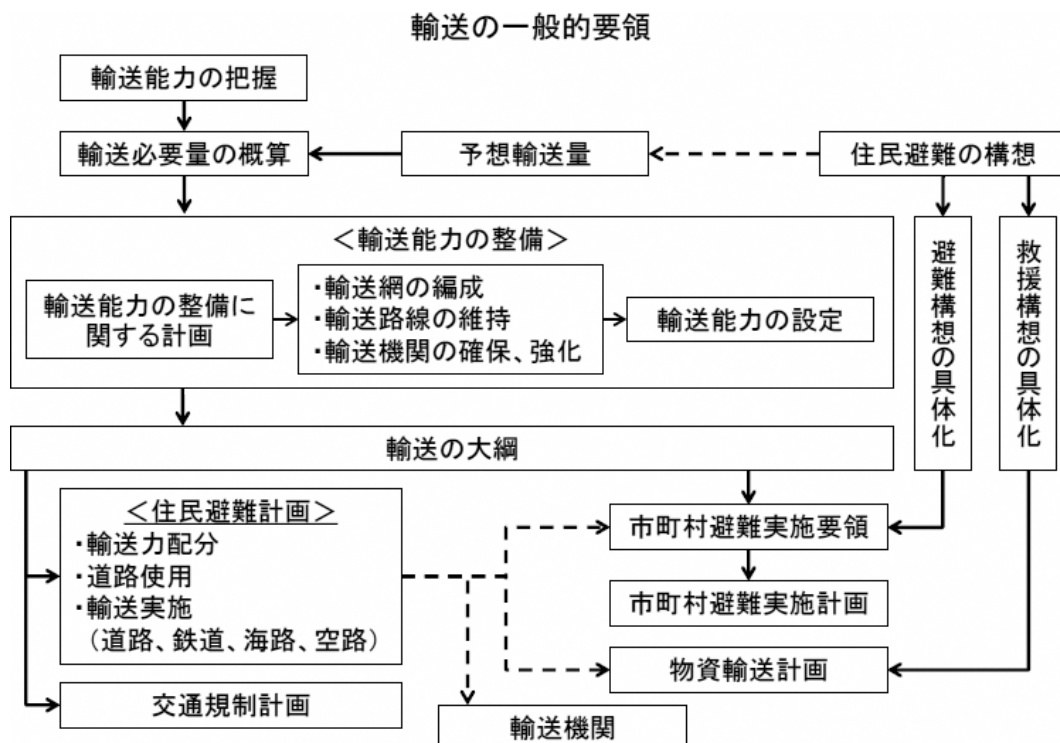 輸送の一般的要領
輸送能力の把握
輸送必要量の概算
予想輸送量
住民避難の構想
＜輸送能力の整備＞
輸送能力の整備に
関する計画
・輸送網の編成
・輸送路線の維持
・輸送機関の確保、強化
輸送能力の設定
避難構想の具体化
救援構想の具体化
輸送の大綱
＜住民避難計画＞
・輸送力配分
・道路使用
・輸送実施
（道路、鉄道、海路、空路）
市町村避難実施要領
市町村避難実施計画
物資輸送計画
交通規制計画
輸送機関